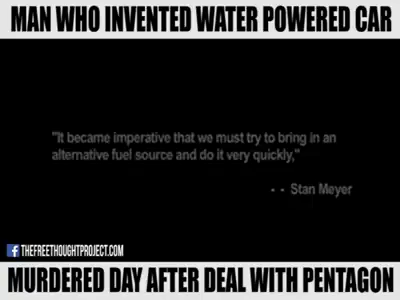 MAN WHO INVENTED WATER POWERED CAR
"It became imperative that we must try to bring in an
alternative fuel source and do it very quickly,"
- - Stan Meyer
f THEFREETHOUGHTPROJECT.COM
MURDERED DAY AFTER DEAL WITH PENTAGON